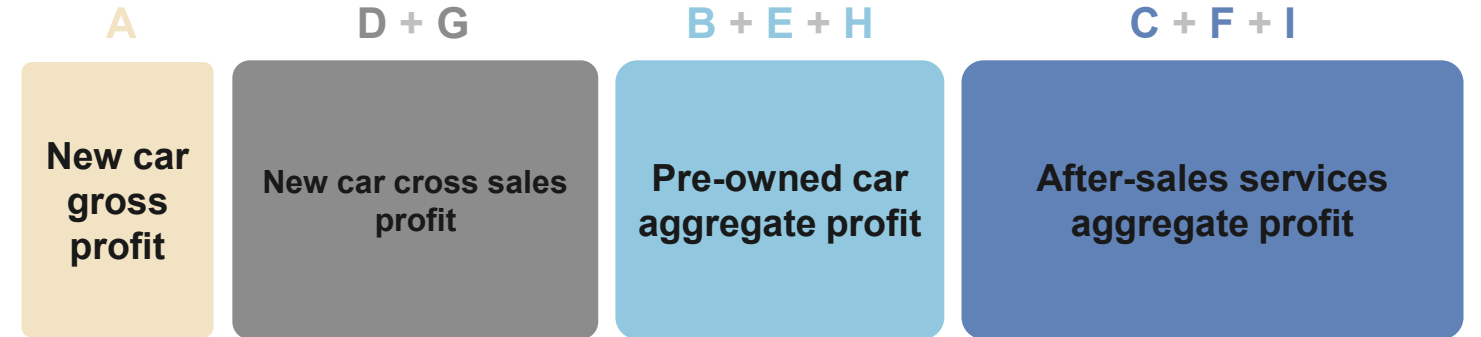 A
D + G
B + E + H
C + F + I
New car
gross
profit
New car cross sales
profit
Pre-owned car
aggregate profit
After-sales services
aggregate profit